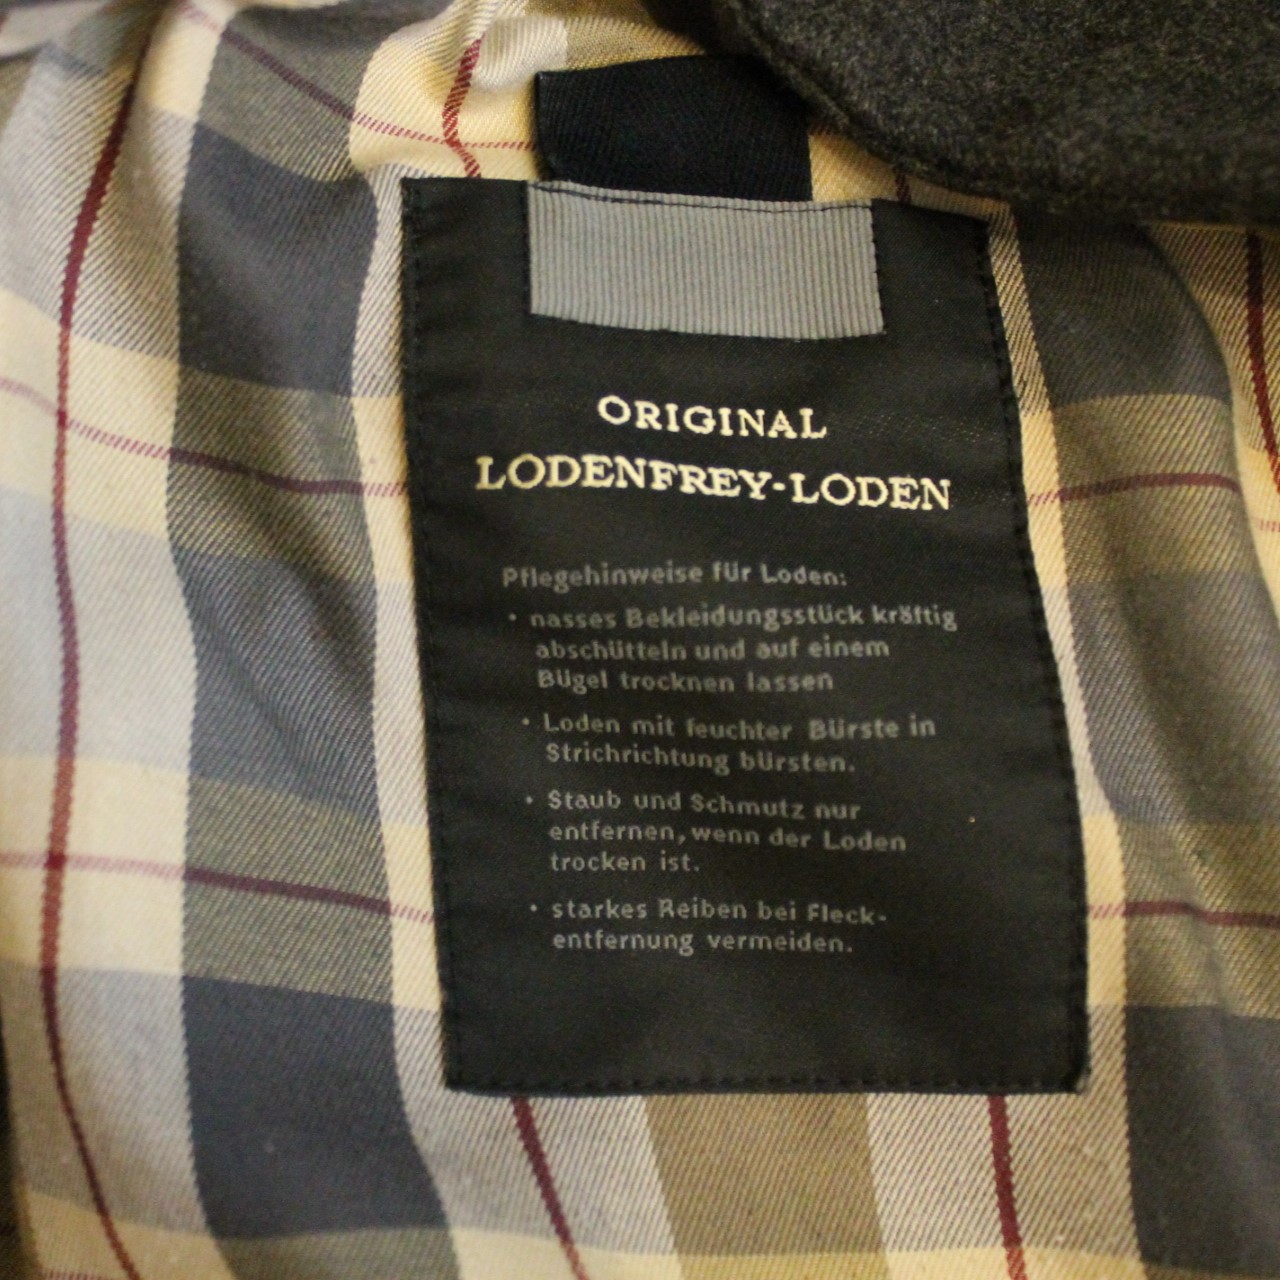 ORIGINAL
LODENFREY-LODEN
Pflegehinweise für Loden:
• nasses Bekleidungsstück kräftig
abschütteln und auf einem
Bügel trocknen lassen
• Loden mit feuchter Bürste in
Strichrichtung bürsten.
• Staub und Schmutz nur
entfernen, wenn der Loden
trocken ist.
• starkes Reiben bei Fleck-
entfernung vermeiden.